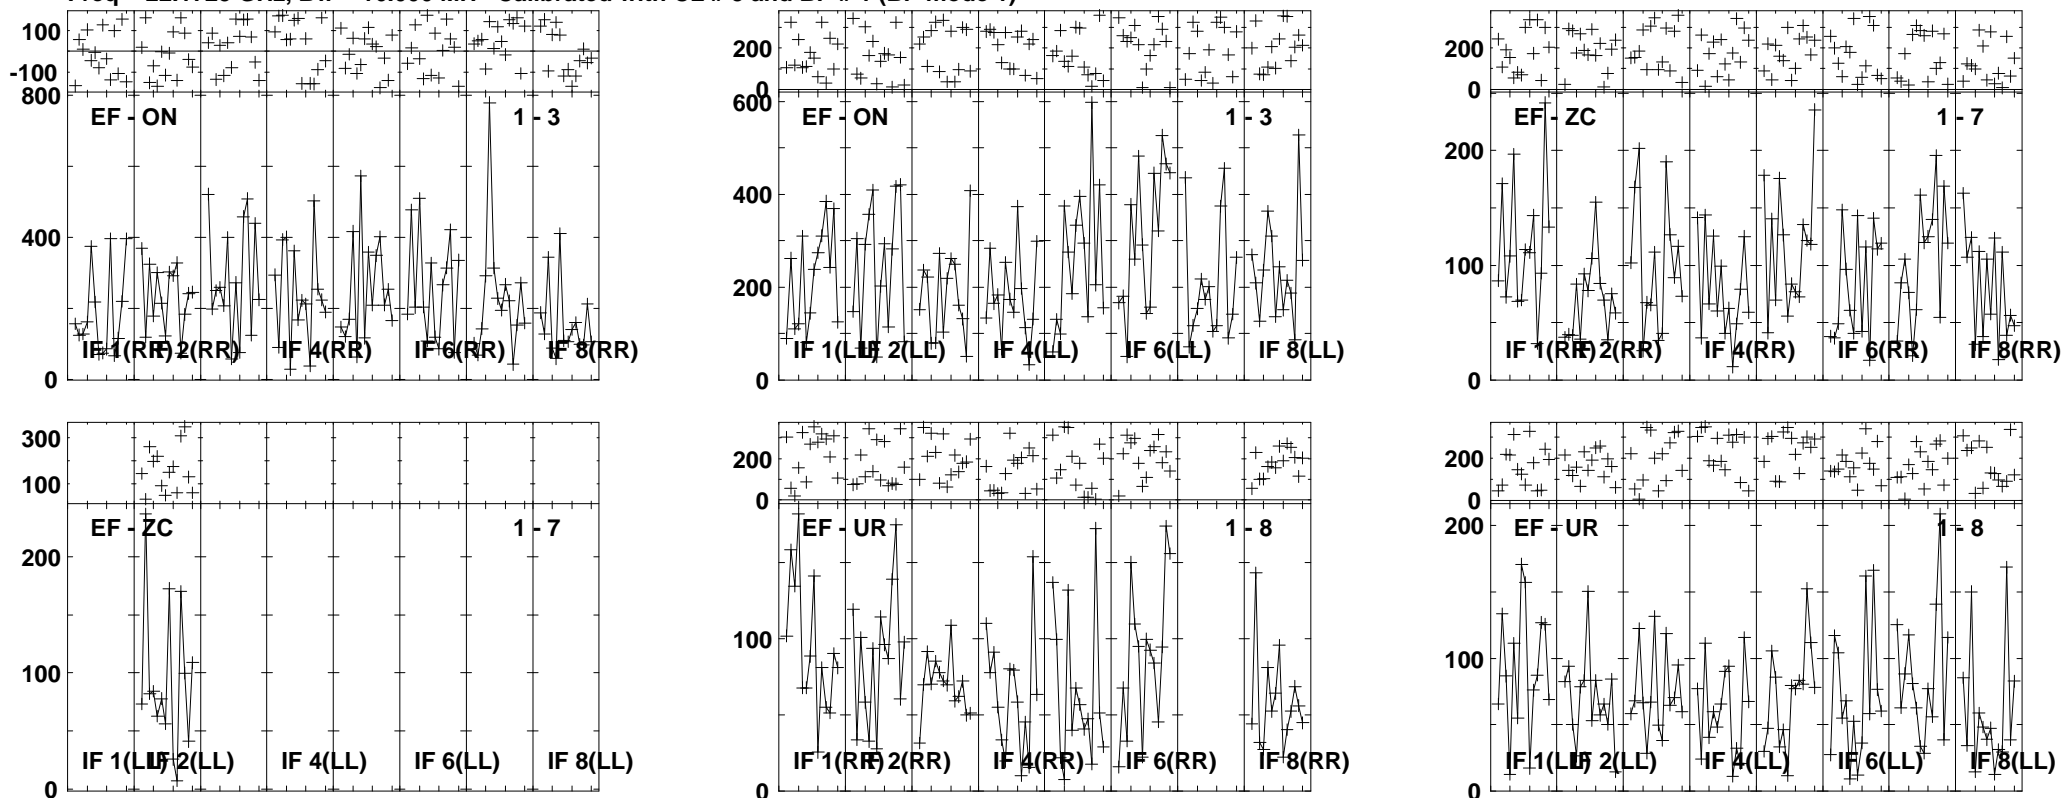 100
-100
800
400
0
EF - ON
1 - 3
IF 1(RR)
IF 2(RR)
IF 4(RR)
IF 6(RR)
IF 8(RR)
200
0
600
400
200
0
EF - ON
1 - 3
IF 1(LL)
IF 2(LL)
IF 4(LL)
IF 6(LL)
IF 8(LL)
200
0
200
100
0
EF - ZC
1 - 7
IF 1(RR)
IF 2(RR)
IF 4(RR)
IF 6(RR)
IF 8(RR)
300
100
200
100
0
EF - ZC
1 - 7
IF 1(LL)
IF 2(LL)
IF 4(LL)
IF 6(LL)
IF 8(LL)
200
0
100
0
EF - UR
1 - 8
IF 1(RR)
IF 2(RR)
IF 4(RR)
IF 6(RR)
IF 8(RR)
200
0
200
100
0
EF - UR
1 - 8
IF 1(LL)
IF 2(LL)
IF 4(LL)
IF 6(LL)
IF 8(LL)